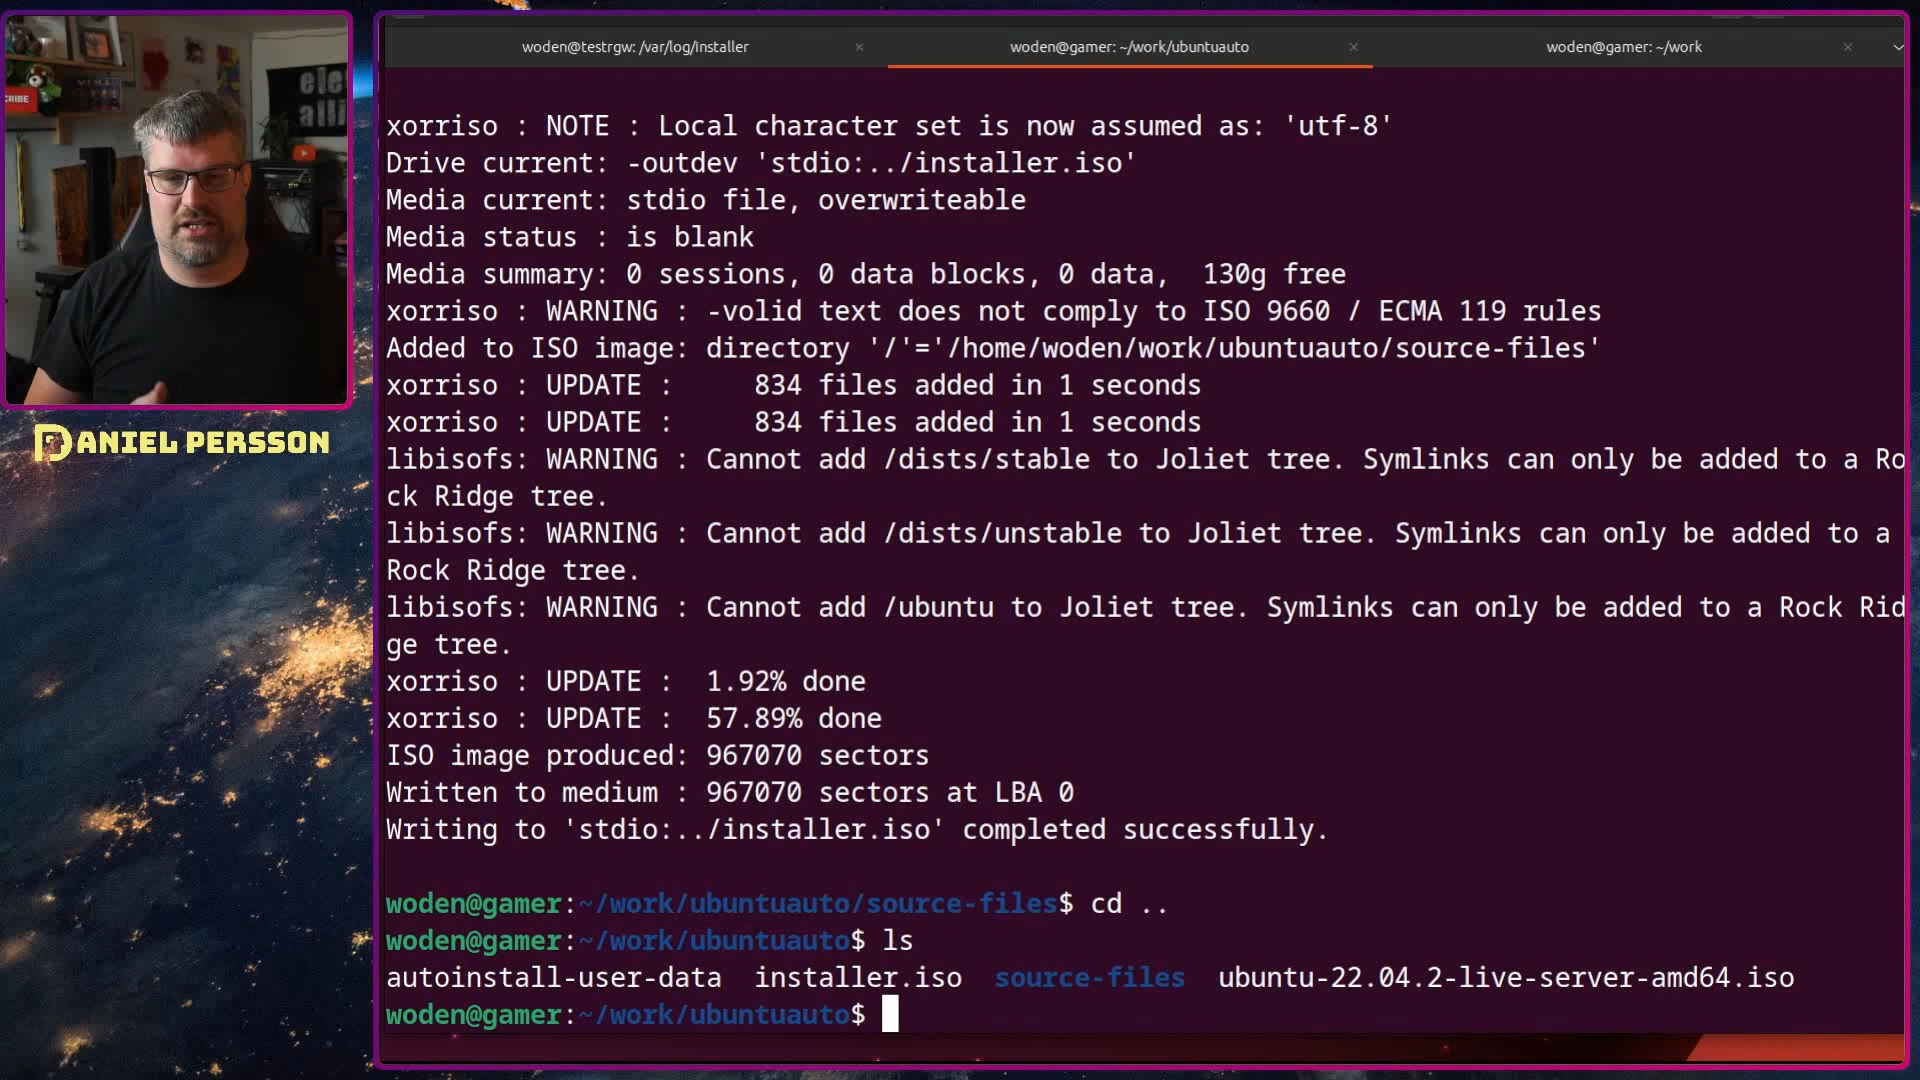 woden@testrgw: /var/log/installer
woden@gamer: ~/work/ubuntuauto
woden@gamer: ~/work
xorriso : NOTE : Local character set is now assumed as: 'utf-8'
Drive current: -outdev 'stdio:../installer.iso'
Media current: stdio file, overwriteable
Media status : is blank
Media summary: 0 sessions, 0 data blocks, 0 data,  130g free
xorriso : WARNING : -volid text does not comply to ISO 9660 / ECMA 119 rules
Added to ISO image: directory '/'='/home/woden/work/ubuntuauto/source-files'
xorriso : UPDATE :     834 files added in 1 seconds
xorriso : UPDATE :     834 files added in 1 seconds
libisofs: WARNING : Cannot add /dists/stable to Joliet tree. Symlinks can only be added to a Ro
ck Ridge tree.
libisofs: WARNING : Cannot add /dists/unstable to Joliet tree. Symlinks can only be added to a
Rock Ridge tree.
libisofs: WARNING : Cannot add /ubuntu to Joliet tree. Symlinks can only be added to a Rock Rid
ge tree.
xorriso : UPDATE :  1.92% done
xorriso : UPDATE :  57.89% done
ISO image produced: 967070 sectors
Written to medium : 967070 sectors at LBA 0
Writing to 'stdio:../installer.iso' completed successfully.
woden@gamer:~/work/ubuntuauto/source-files$ cd ..
woden@gamer:~/work/ubuntuauto$ ls
autoinstall-user-data  installer.iso  source-files  ubuntu-22.04.2-live-server-amd64.iso
woden@gamer:~/work/ubuntuauto$
CRIBE
DANIEL PERSSON